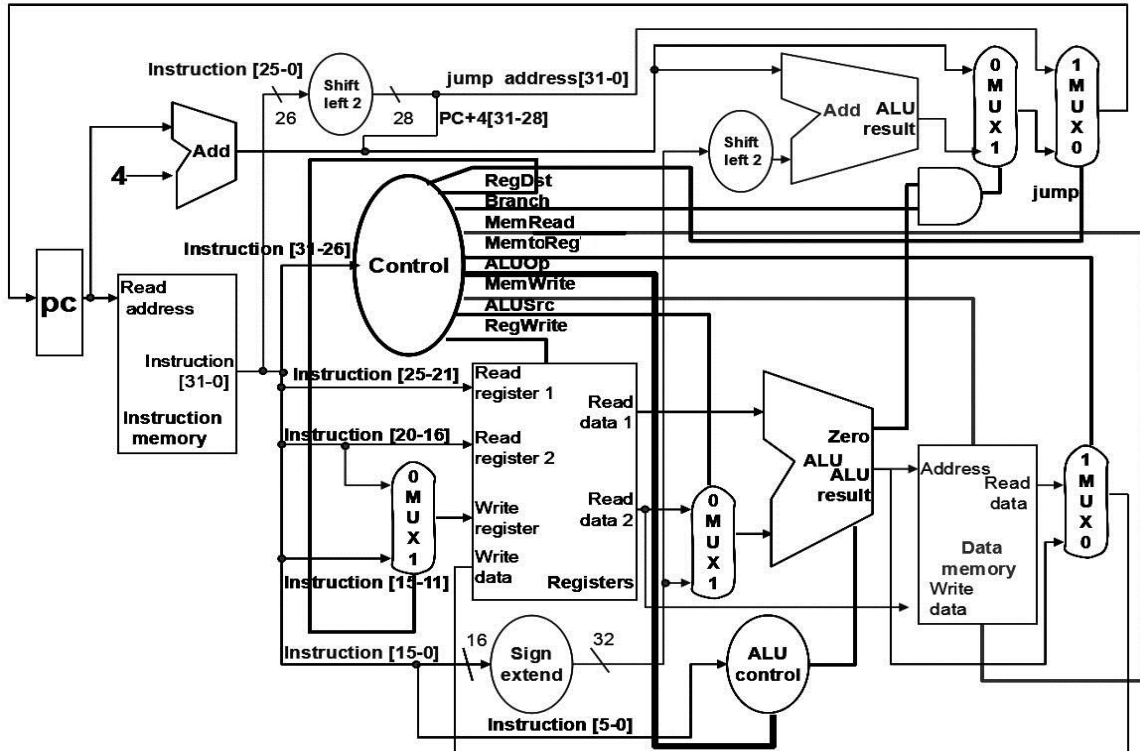 Instruction [25-0]
Shift
left 2
26
28
jump address[31-0]
PC+4[31-28]
Add
4
Add
ALU
result
Shift
left 2
0
M
U
X
1
1
M
U
X
0
jump
RegDst
Branch
MemRead
MemtoReg
ALUOp
MemWrite
ALUSrc
RegWrite
Instruction [31-26]
Control
pc
Read
address
Instruction
[31-0]
Instruction
memory
Instruction [25-21]
Read
register 1
Read
data 1
Instruction [20-16]
Read
register 2
0
M
U
X
1
Write
register
Read
data 2
Write
data
Registers
Instruction [15-11]
0
M
U
X
1
Zero
ALU
ALU
result
Address
Read
data
Data
memory
Write
data
1
M
U
X
0
Instruction [15-0]
16
Sign
extend
32
ALU
control
Instruction [5-0]